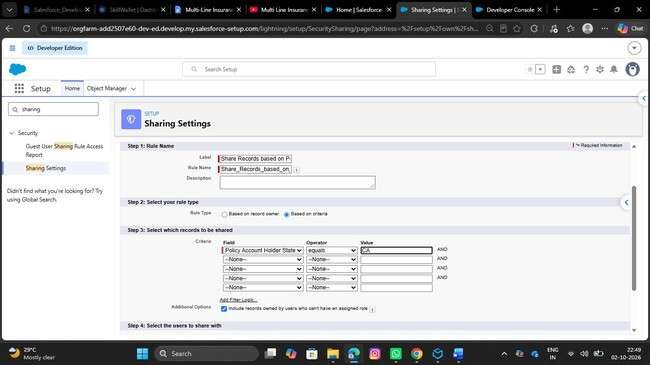 Salesforce_Develo
SkillWallet | Dashb
Multi-Line Insuranc
Multi Line Insuran
Home | Salesforce
Sharing Settings | S
Developer Console
https://orgfarm-add2507e60-dev-ed.develop.my.salesforce-setup.com/lightning/setup/SecuritySharing/page?address=%2Fsetup%2Fown%2Fsh...
Developer Edition
Search Setup
Setup
Home
Object Manager
sharing
Security
Guest User Sharing Rule Access
Report
Sharing Settings
Didn't find what you're looking for? Try
using Global Search.
SETUP
Sharing Settings
Step 1: Rule Name
= Required Information
Label
Share Records based on P
Rule Name
Share_Records_based_on_
i
Description
Step 2: Select your rule type
Rule Type
Based on record owner
Based on criteria
Step 3: Select which records to be shared
Criteria
Field
Operator
Value
Policy Account Holder State
equals
CA
AND
--None--
--None--
AND
--None--
--None--
AND
--None--
--None--
AND
--None--
--None--
Add Filter Logic...
Additional Options
Include records owned by users who can't have an assigned role
i
Step 4: Select the users to share with
29°C
Mostly clear
Search
ENG
IN
22:49
02-10-2026